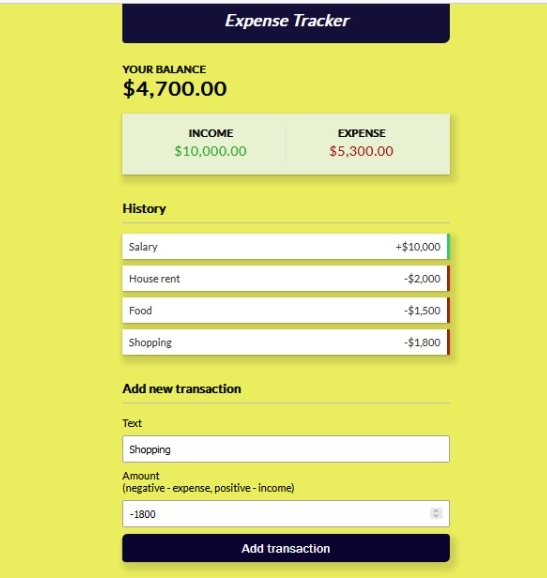 Expense Tracker
YOUR BALANCE
$4,700.00
INCOME EXPENSE
$10,000.00 $5,300.00
History
Salary +$10,000
House rent -$2,000
Food -$1,500
Shopping -$1,800
Add new transaction
Text
Shopping
Amount
(negative - expense, positive - income)
-1800
Add transaction